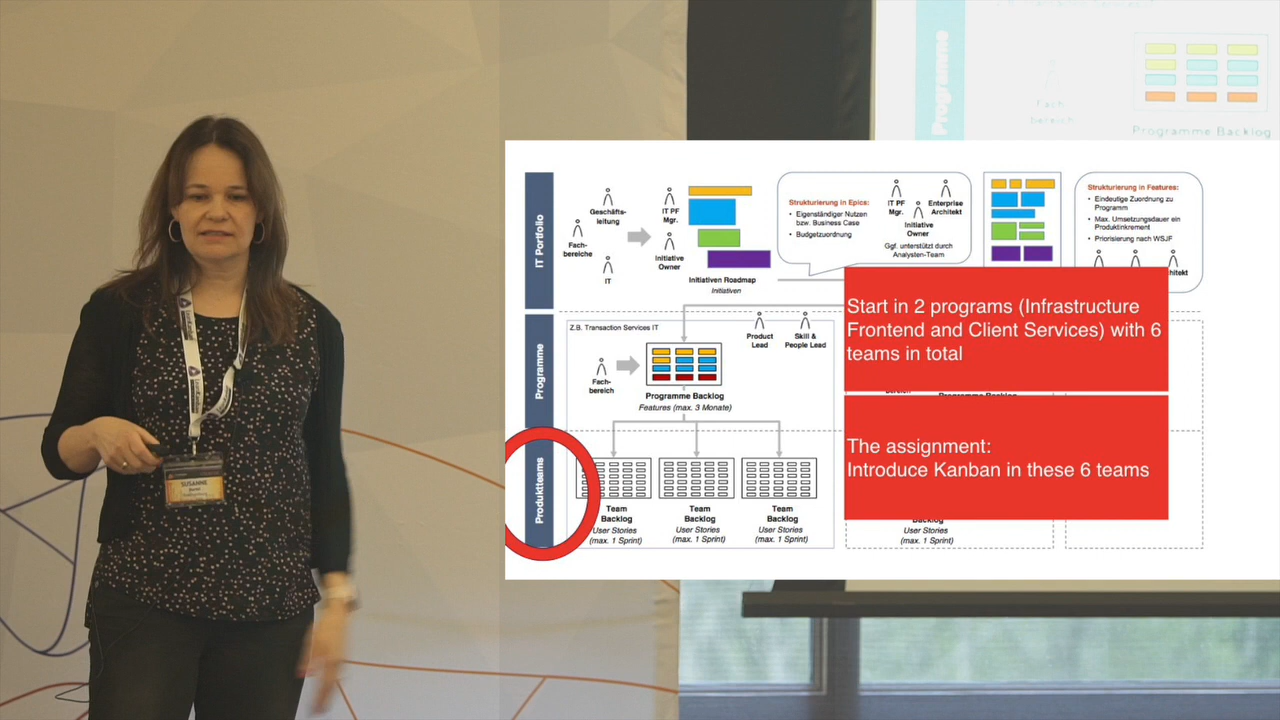 Programme
Fach
bereich
Programme Backlog
IT Portfolio
Geschäfts-
leitung
Fach-
bereiche
IT
IT PF
Mgr.
Initiative
Owner
Initiativen Roadmap
Initiativen
Strukturierung in Epics:
• Eigenständiger Nutzen
bzw. Business Case
• Budgetzuordnung
IT PF
Mgr.
Enterprise
Architekt
Initiative
Owner
Ggf. unterstützt durch
Analysten-Team
Strukturierung in Features:
• Eindeutige Zuordnung zu
Programm
• Max. Umsetzungsdauer ein
Produktinkrement
• Priorisierung nach WSJF
Programme
Z.B. Transaction Services IT
Product
Lead
Skill &
People Lead
Fach-
bereich
Programme Backlog
Features (max. 3 Monate)
Start in 2 programs (Infrastructure
Frontend and Client Services) with 6
teams in total
The assignment:
Introduce Kanban in these 6 teams
Produktteams
Team
Backlog
User Stories
(max. 1 Sprint)
Team
Backlog
User Stories
(max. 1 Sprint)
Team
Backlog
User Stories
(max. 1 Sprint)
Backlog
User Stories
(max. 1 Sprint)
SUSANNE